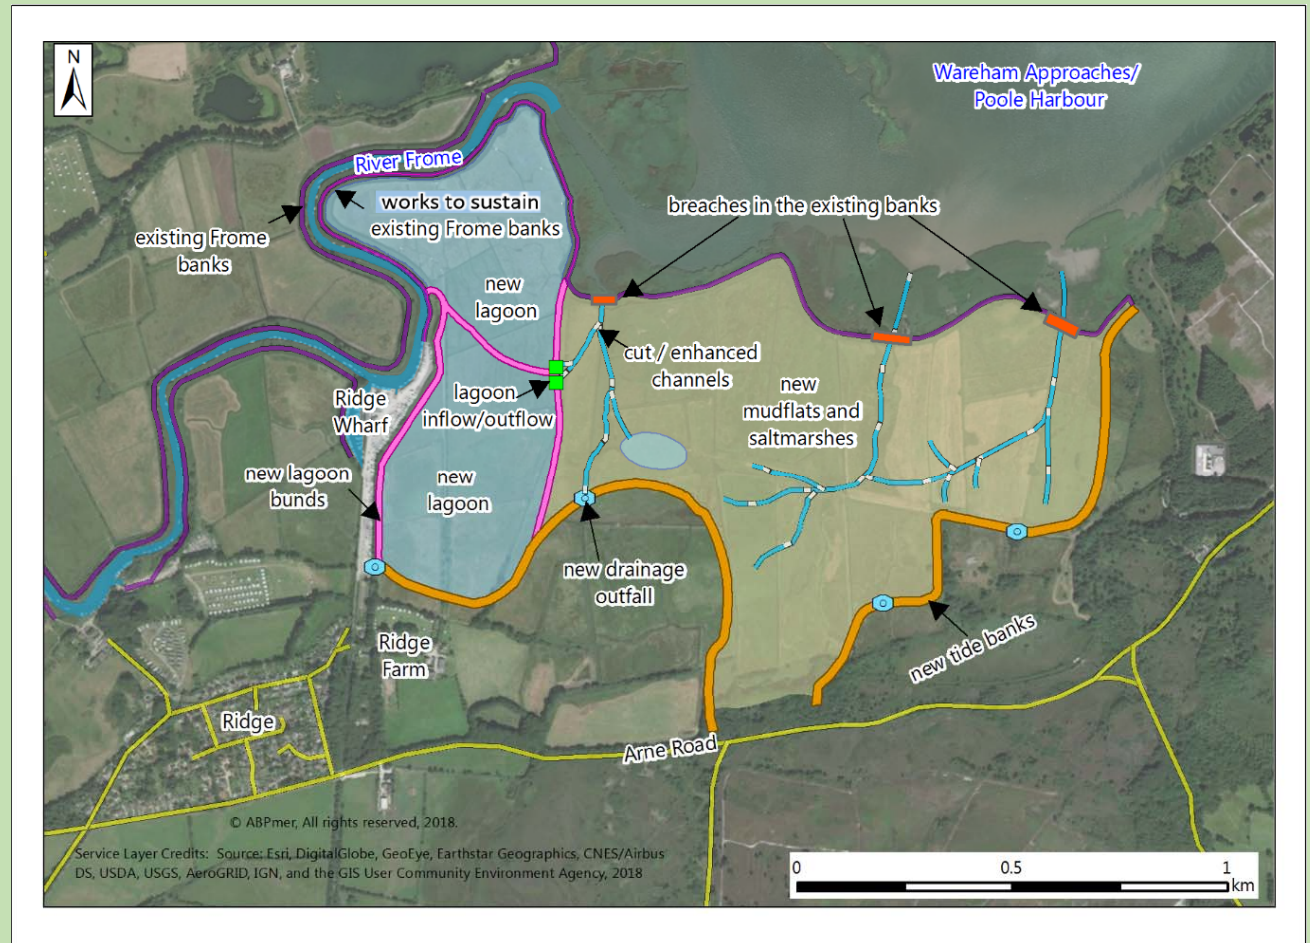 N
Wareham Approaches/
Poole Harbour
River Frome
works to sustain
existing Frome banks
existing Frome
banks
breaches in the existing banks
new
lagoon
cut / enhanced
channels
lagoon
inflow/outflow
new
mudflats and
saltmarshes
Ridge
Wharf
new lagoon
bunds
new
lagoon
new drainage
outfall
new tide banks
Ridge
Farm
Ridge
Arne Road
© ABPmer, All rights reserved, 2018.
Service Layer Credits: Source: Esri, DigitalGlobe, GeoEye, Earthstar Geographics, CNES/Airbus
DS, USDA, USGS, AeroGRID, IGN, and the GIS User Community Environment Agency, 2018
0 0.5 1
km